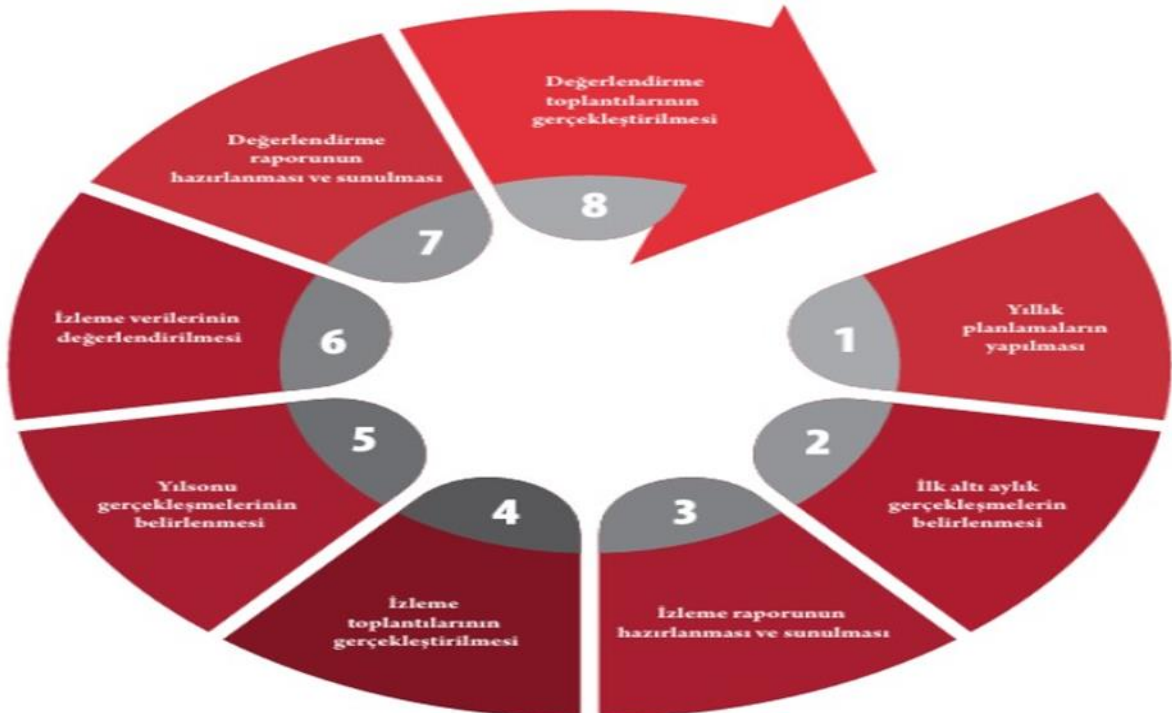 1
Yıllık
planlamaların
yapılması
2
İlk altı aylık
gerçekleşmelerin
belirlenmesi
3
İzleme raporunun
hazırlanması ve sunulması
4
İzleme
toplantılarının
gerçekleştirilmesi
5
Yılsonu
gerçekleşmelerinin
belirlenmesi
6
İzleme verilerinin
değerlendirilmesi
7
Değerlendirme
raporunun
hazırlanması ve sunulması
8
Değerlendirme
toplantılarının
gerçekleştirilmesi